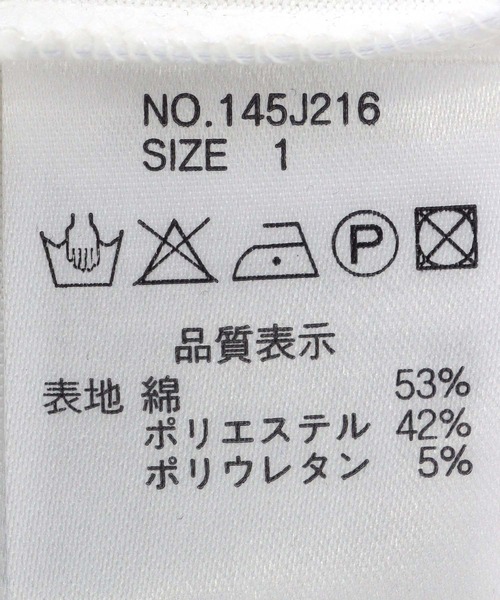 NO.145J216
SIZE 1
P
品質表示
表地 綿 53%
ポリエステル 42%
ポリウレタン 5%